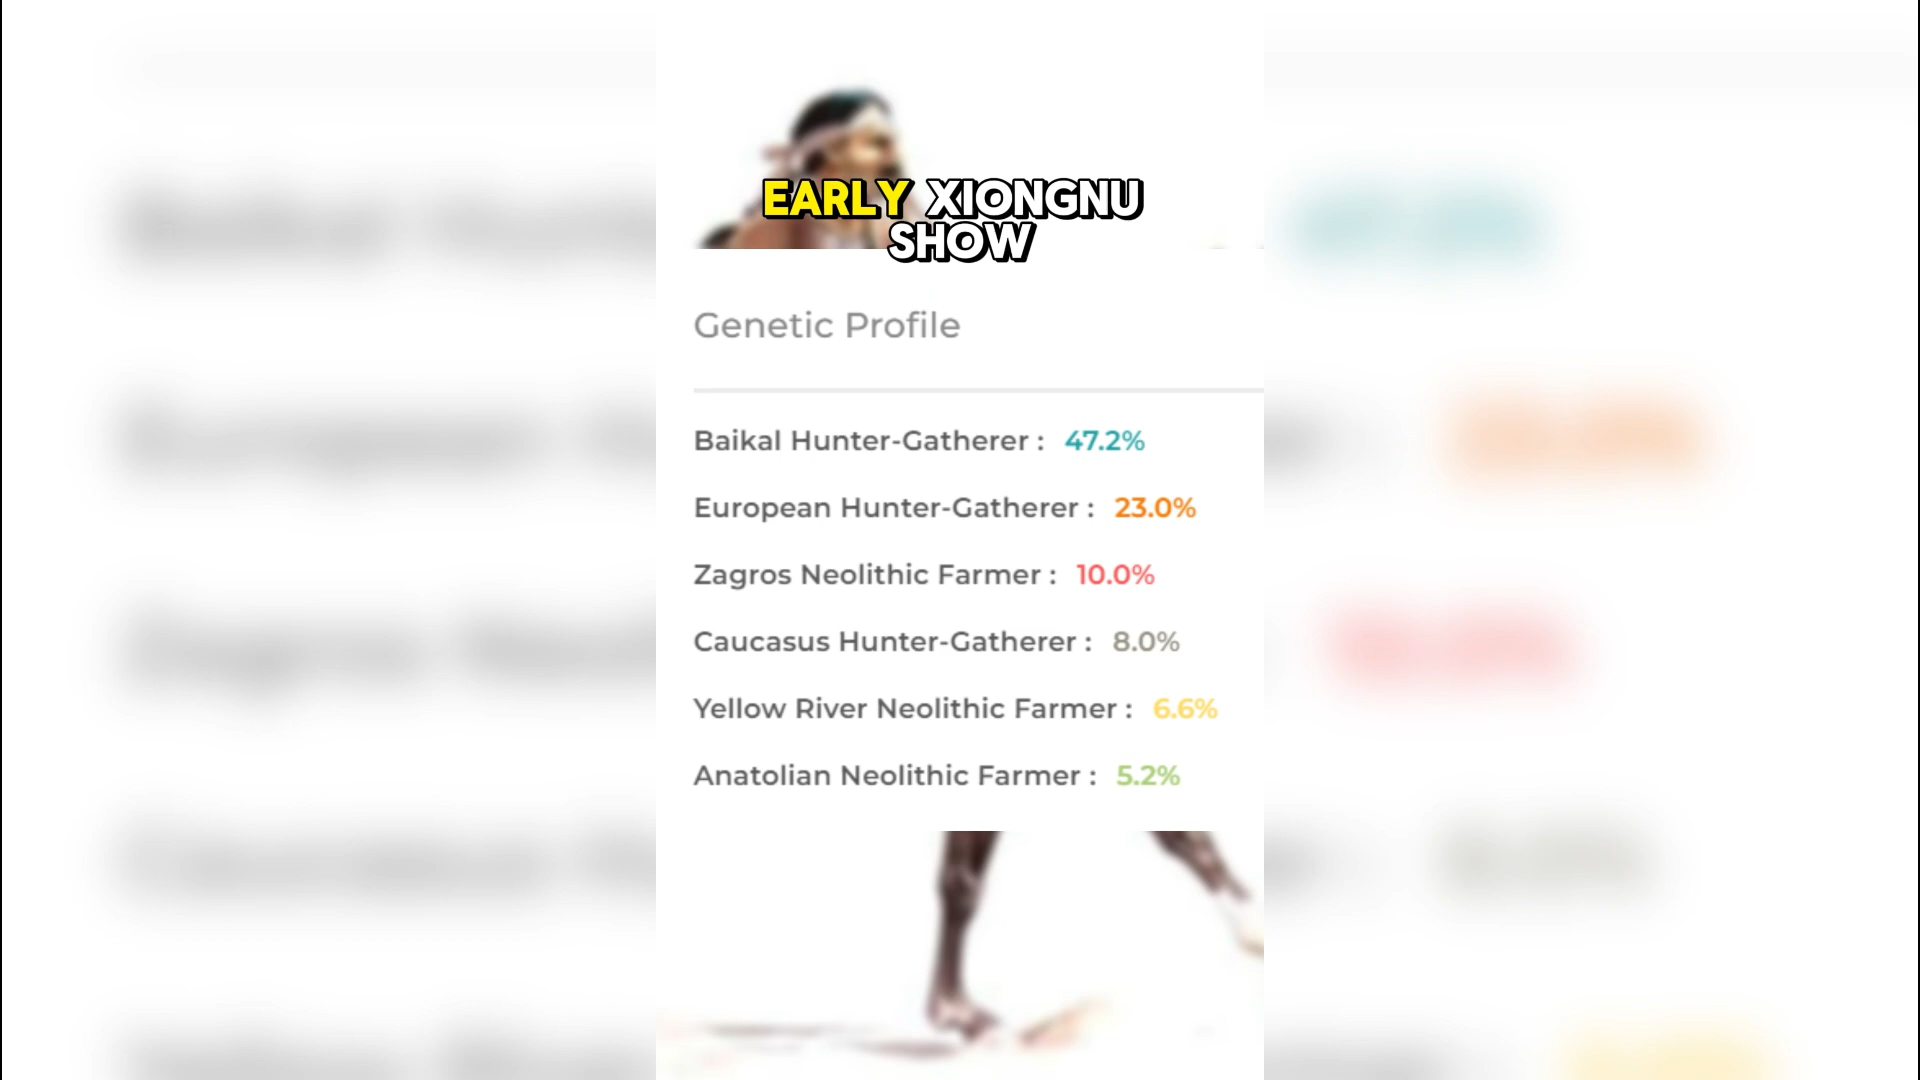 EARLY XIONGNU
SHOW
Genetic Profile
Baikal Hunter-Gatherer : 47.2%
European Hunter-Gatherer : 23.0%
Zagros Neolithic Farmer : 10.0%
Caucasus Hunter-Gatherer : 8.0%
Yellow River Neolithic Farmer : 6.6%
Anatolian Neolithic Farmer : 5.2%